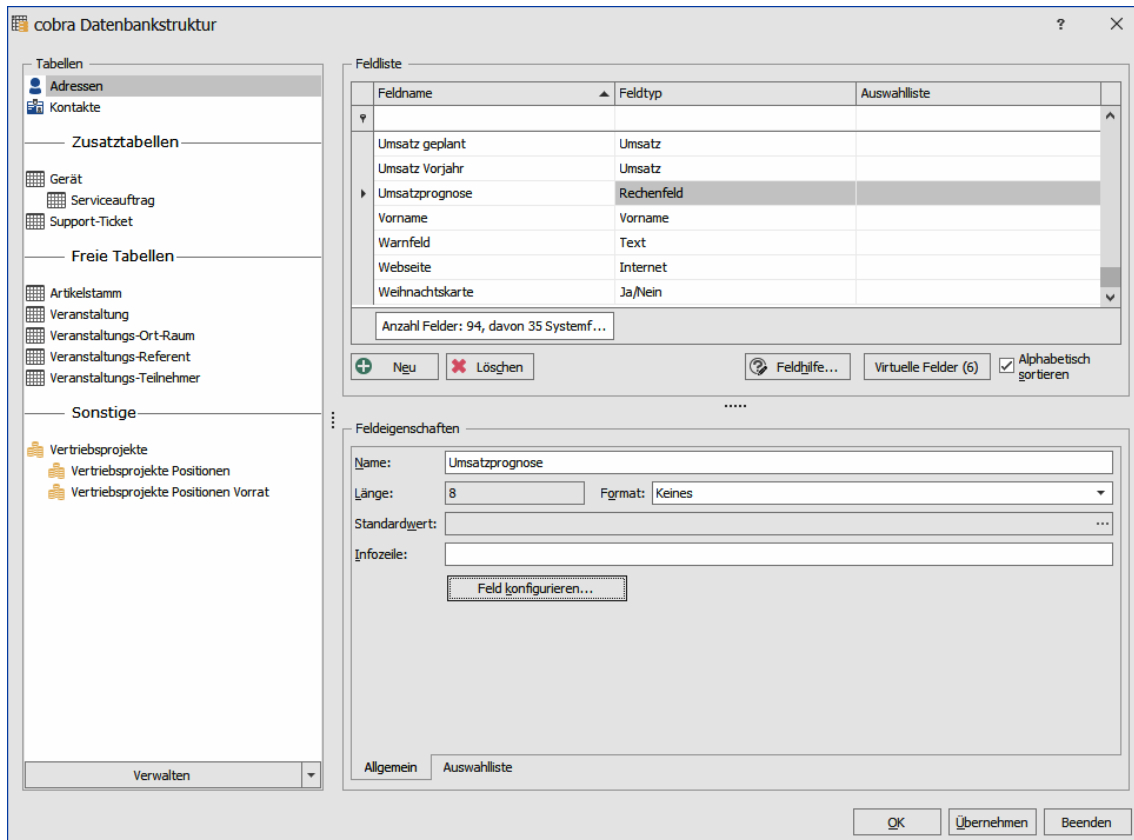 cobra Datenbankstruktur
Tabellen
Adressen
Kontakte
Zusatztabellen
Gerät
Serviceauftrag
Support-Ticket
Freie Tabellen
Artikelstamm
Veranstaltung
Veranstaltungs-Ort-Raum
Veranstaltungs-Referent
Veranstaltungs-Teilnehmer
Sonstige
Vertriebsprojekte
Vertriebsprojekte Positionen
Vertriebsprojekte Positionen Vorrat
Verwalten
Feldliste
Feldname Feldtyp Auswahlliste
Umsatz geplant Umsatz
Umsatz Vorjahr Umsatz
Umsatzprognose Rechenfeld
Vorname Vorname
Warnfeld Text
Webseite Internet
Weihnachtskarte Ja/Nein
Anzahl Felder: 94, davon 35 Systemf...
Neu Löschen Feldhilfe... Virtuelle Felder (6) Alphabetisch
sortieren
Feldeigenschaften
Name: Umsatzprognose
Länge: 8 Format: Keines
Standardwert: ...
Infozeile:
Feld konfigurieren...
Allgemein Auswahlliste
OK Übernehmen Beenden